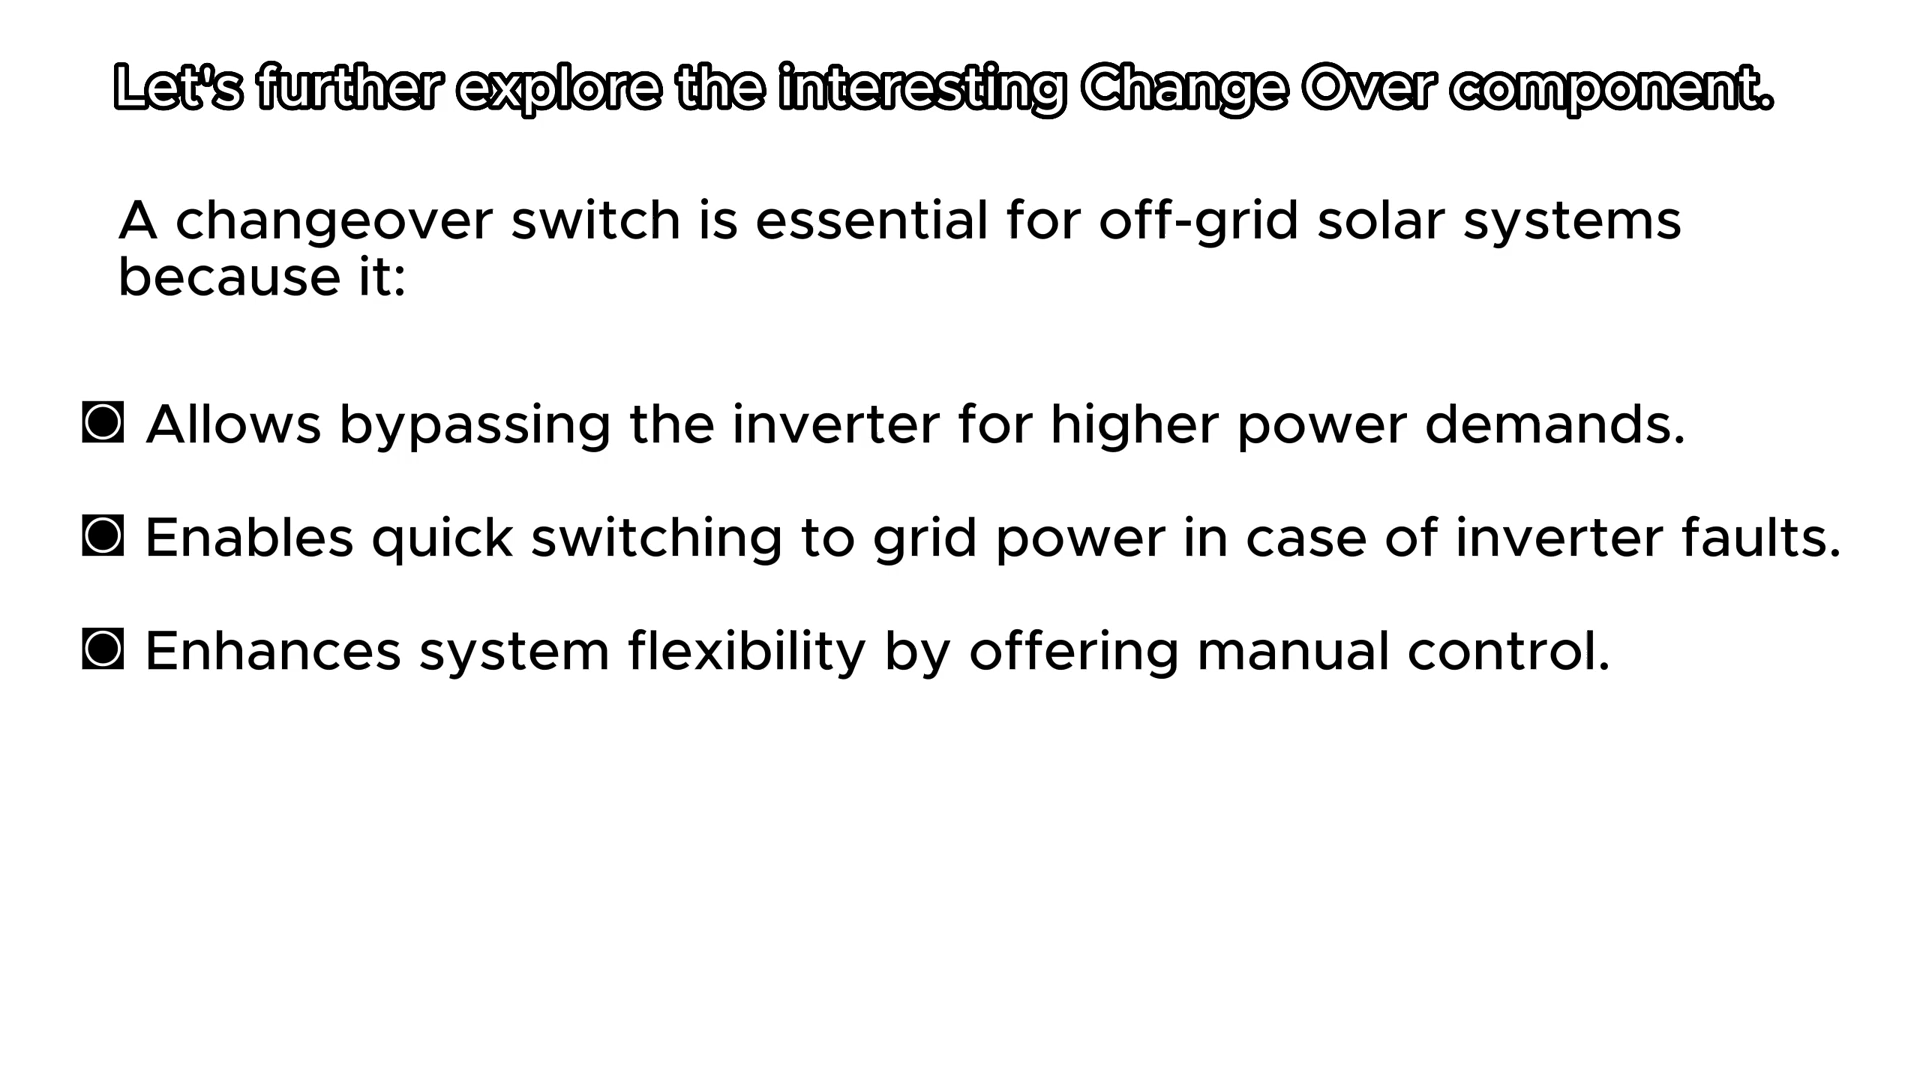 Let's further explore the interesting Change Over component.
A changeover switch is essential for off-grid solar systems
because it:
◙ Allows bypassing the inverter for higher power demands.
◙ Enables quick switching to grid power in case of inverter faults.
◙ Enhances system flexibility by offering manual control.